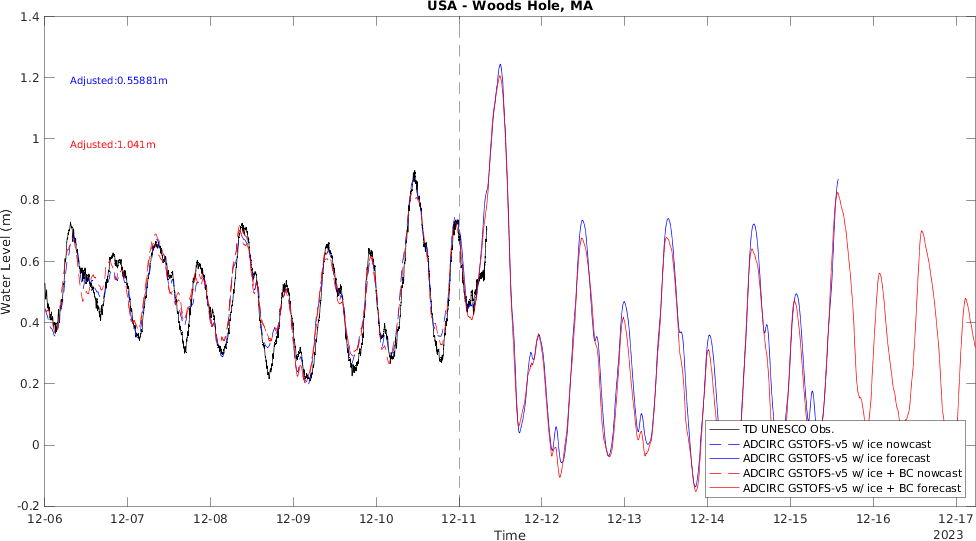 USA - Woods Hole, MA
1.4
1.2
1
0.8
0.6
0.4
0.2
0
-0.2
Water Level (m)
Adjusted:0.55881m
Adjusted:1.041m
TD UNESCO Obs.
ADCIRC GSTOFS-v5 w/ ice nowcast
ADCIRC GSTOFS-v5 w/ ice forecast
ADCIRC GSTOFS-v5 w/ ice + BC nowcast
ADCIRC GSTOFS-v5 w/ ice + BC forecast
12-06 12-07 12-08 12-09 12-10 12-11 12-12 12-13 12-14 12-15 12-16 12-17
Time
2023